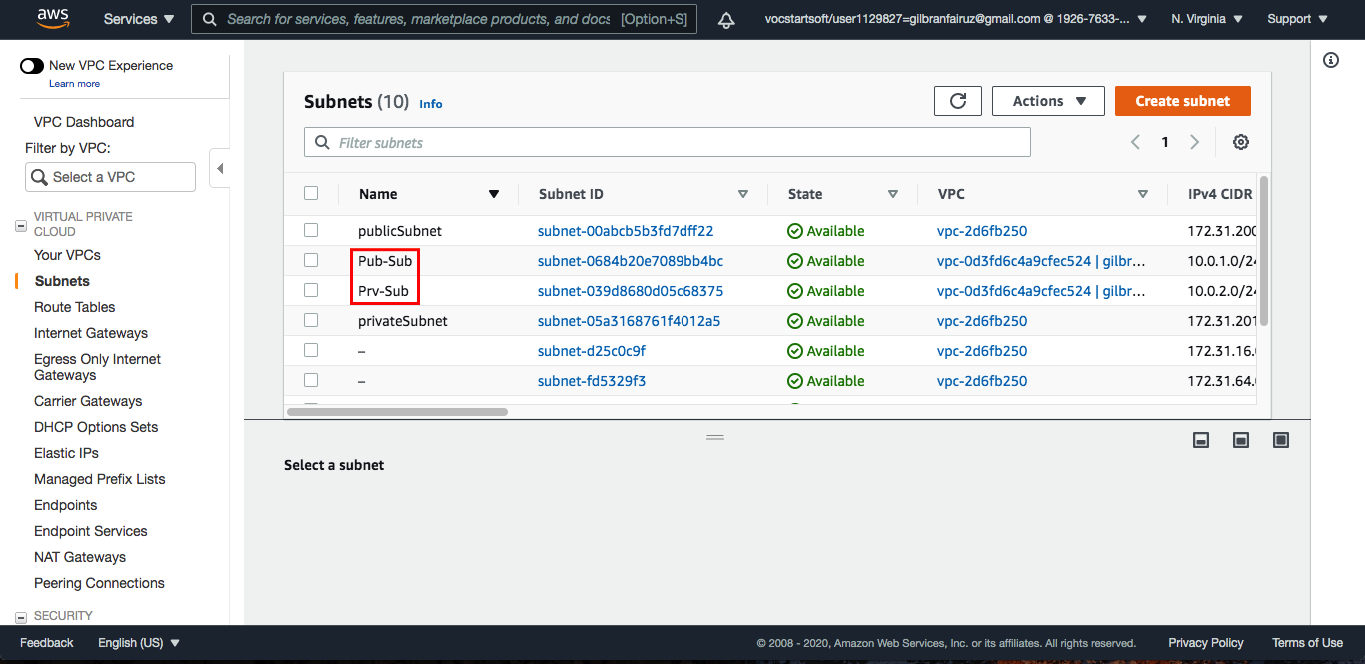 aws Services Search for services, features, marketplace products, and docs [Option+S] vocstartsoft/user1129827=gilbranfairuz@gmail.com @ 1926-7633-... N. Virginia Support
New VPC Experience
Learn more
VPC Dashboard
Filter by VPC:
Select a VPC
VIRTUAL PRIVATE
CLOUD
Your VPCs
Subnets
Route Tables
Internet Gateways
Egress Only Internet
Gateways
Carrier Gateways
DHCP Options Sets
Elastic IPs
Managed Prefix Lists
Endpoints
Endpoint Services
NAT Gateways
Peering Connections
SECURITY
Subnets (10) Info
Actions Create subnet
Filter subnets
1
Name Subnet ID State VPC IPv4 CIDR
publicSubnet subnet-00abcb5b3fd7dff22 Available vpc-2d6fb250 172.31.200
Pub-Sub subnet-0684b20e7089bb4bc Available vpc-0d3fd6c4a9cfec524 | gilbr... 10.0.1.0/24
Prv-Sub subnet-039d8680d05c68375 Available vpc-0d3fd6c4a9cfec524 | gilbr... 10.0.2.0/24
privateSubnet subnet-05a3168761f4012a5 Available vpc-2d6fb250 172.31.201
– subnet-d25c0c9f Available vpc-2d6fb250 172.31.16.
– subnet-fd5329f3 Available vpc-2d6fb250 172.31.64.
Select a subnet
Feedback English (US) © 2008 - 2020, Amazon Web Services, Inc. or its affiliates. All rights reserved. Privacy Policy Terms of Use